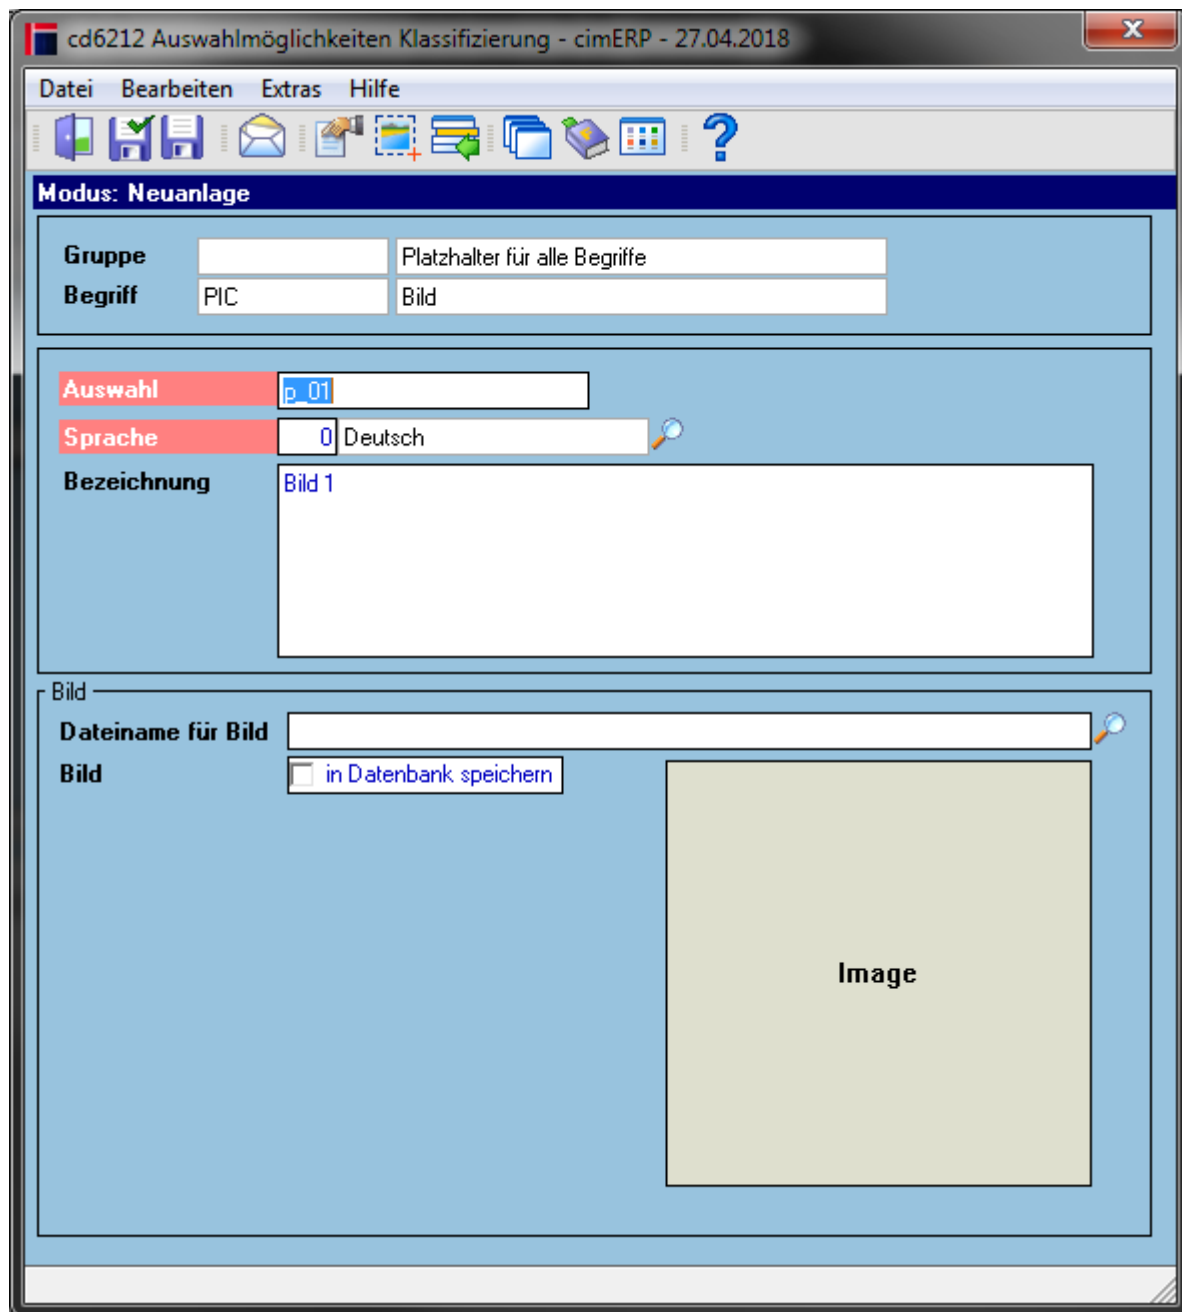 cd6212 Auswahlmöglichkeiten Klassifizierung - cimERP - 27.04.2018
Datei Bearbeiten Extras Hilfe
Modus: Neuanlage
Gruppe Platzhalter für alle Begriffe
Begriff PIC Bild
Auswahl p_01
Sprache 0 Deutsch
Bezeichnung Bild 1
Bild
Dateiname für Bild
Bild in Datenbank speichern
Image